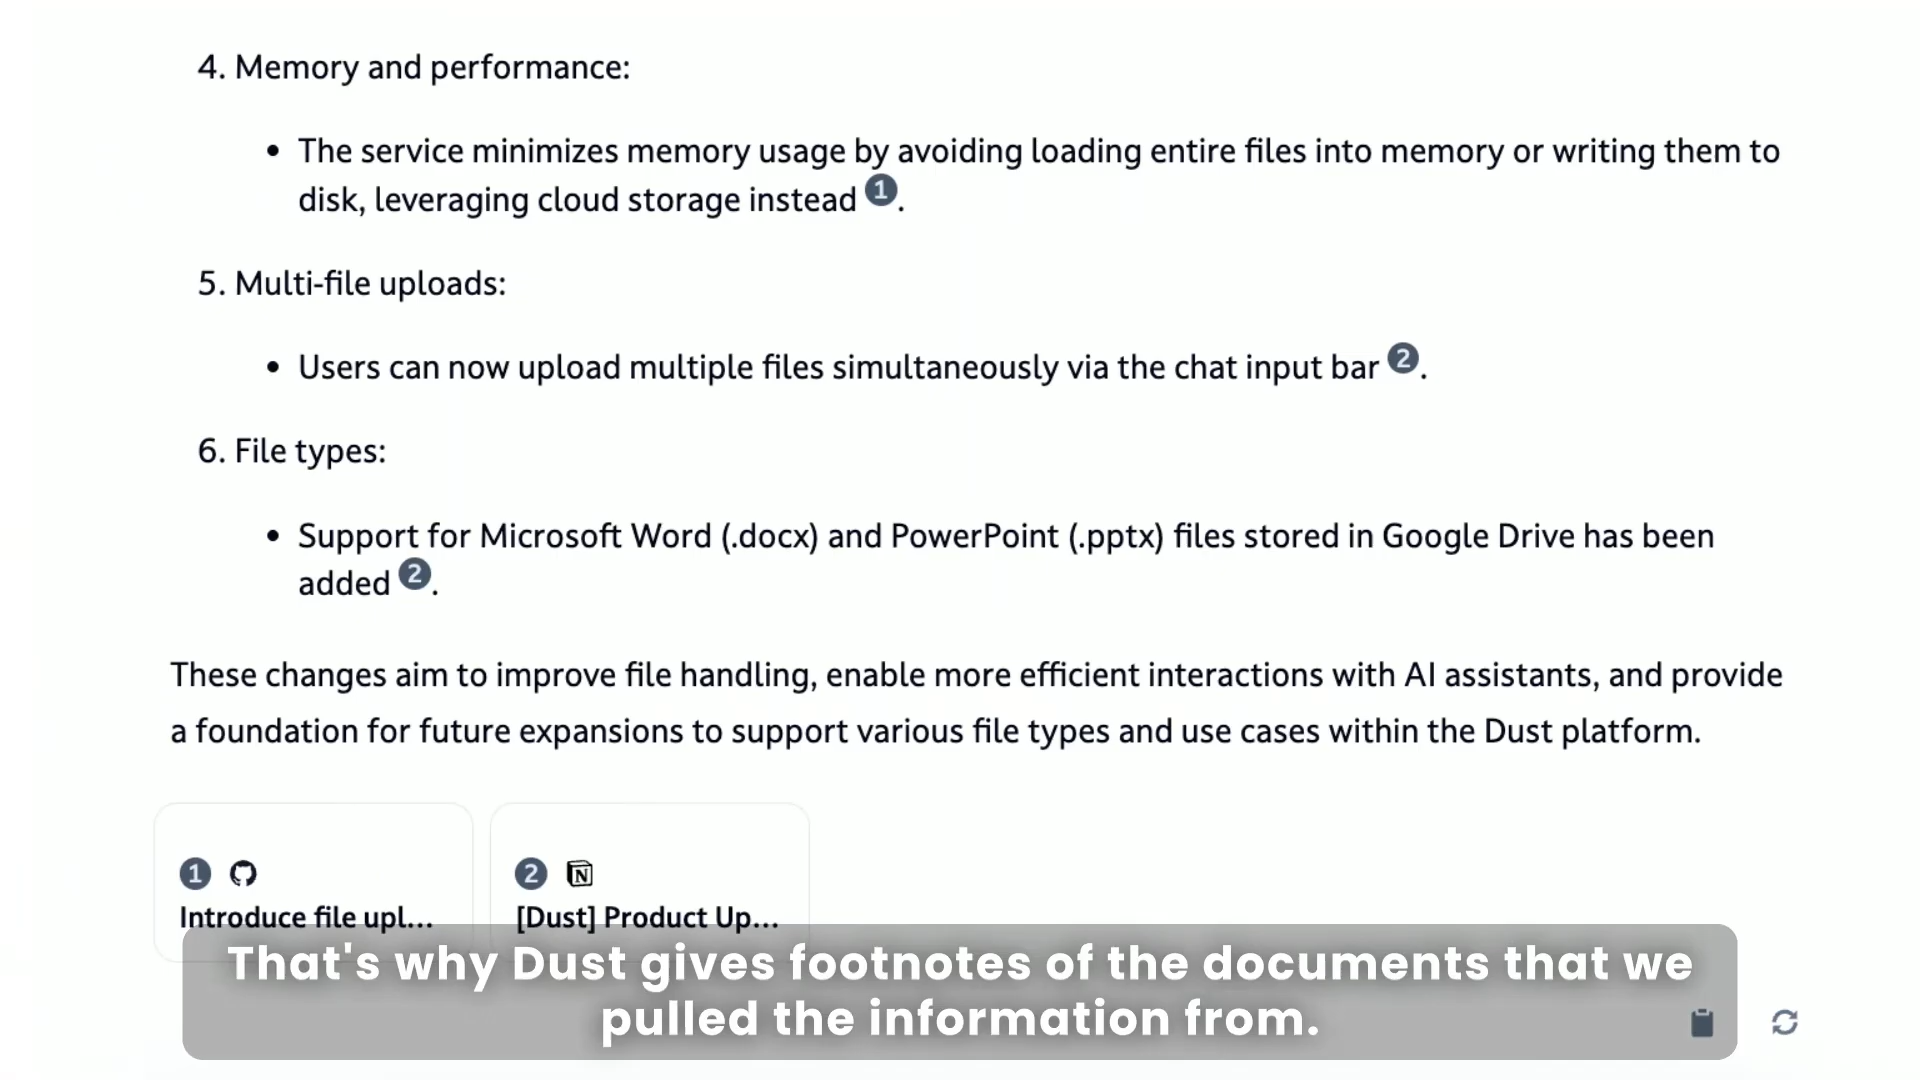 4. Memory and performance:
• The service minimizes memory usage by avoiding loading entire files into memory or writing them to
disk, leveraging cloud storage instead 1.
5. Multi-file uploads:
• Users can now upload multiple files simultaneously via the chat input bar 2.
6. File types:
• Support for Microsoft Word (.docx) and PowerPoint (.pptx) files stored in Google Drive has been
added 2.
These changes aim to improve file handling, enable more efficient interactions with AI assistants, and provide
a foundation for future expansions to support various file types and use cases within the Dust platform.
1
Introduce file upl...
2 N
[Dust] Product Up...
That's why Dust gives footnotes of the documents that we
pulled the information from.